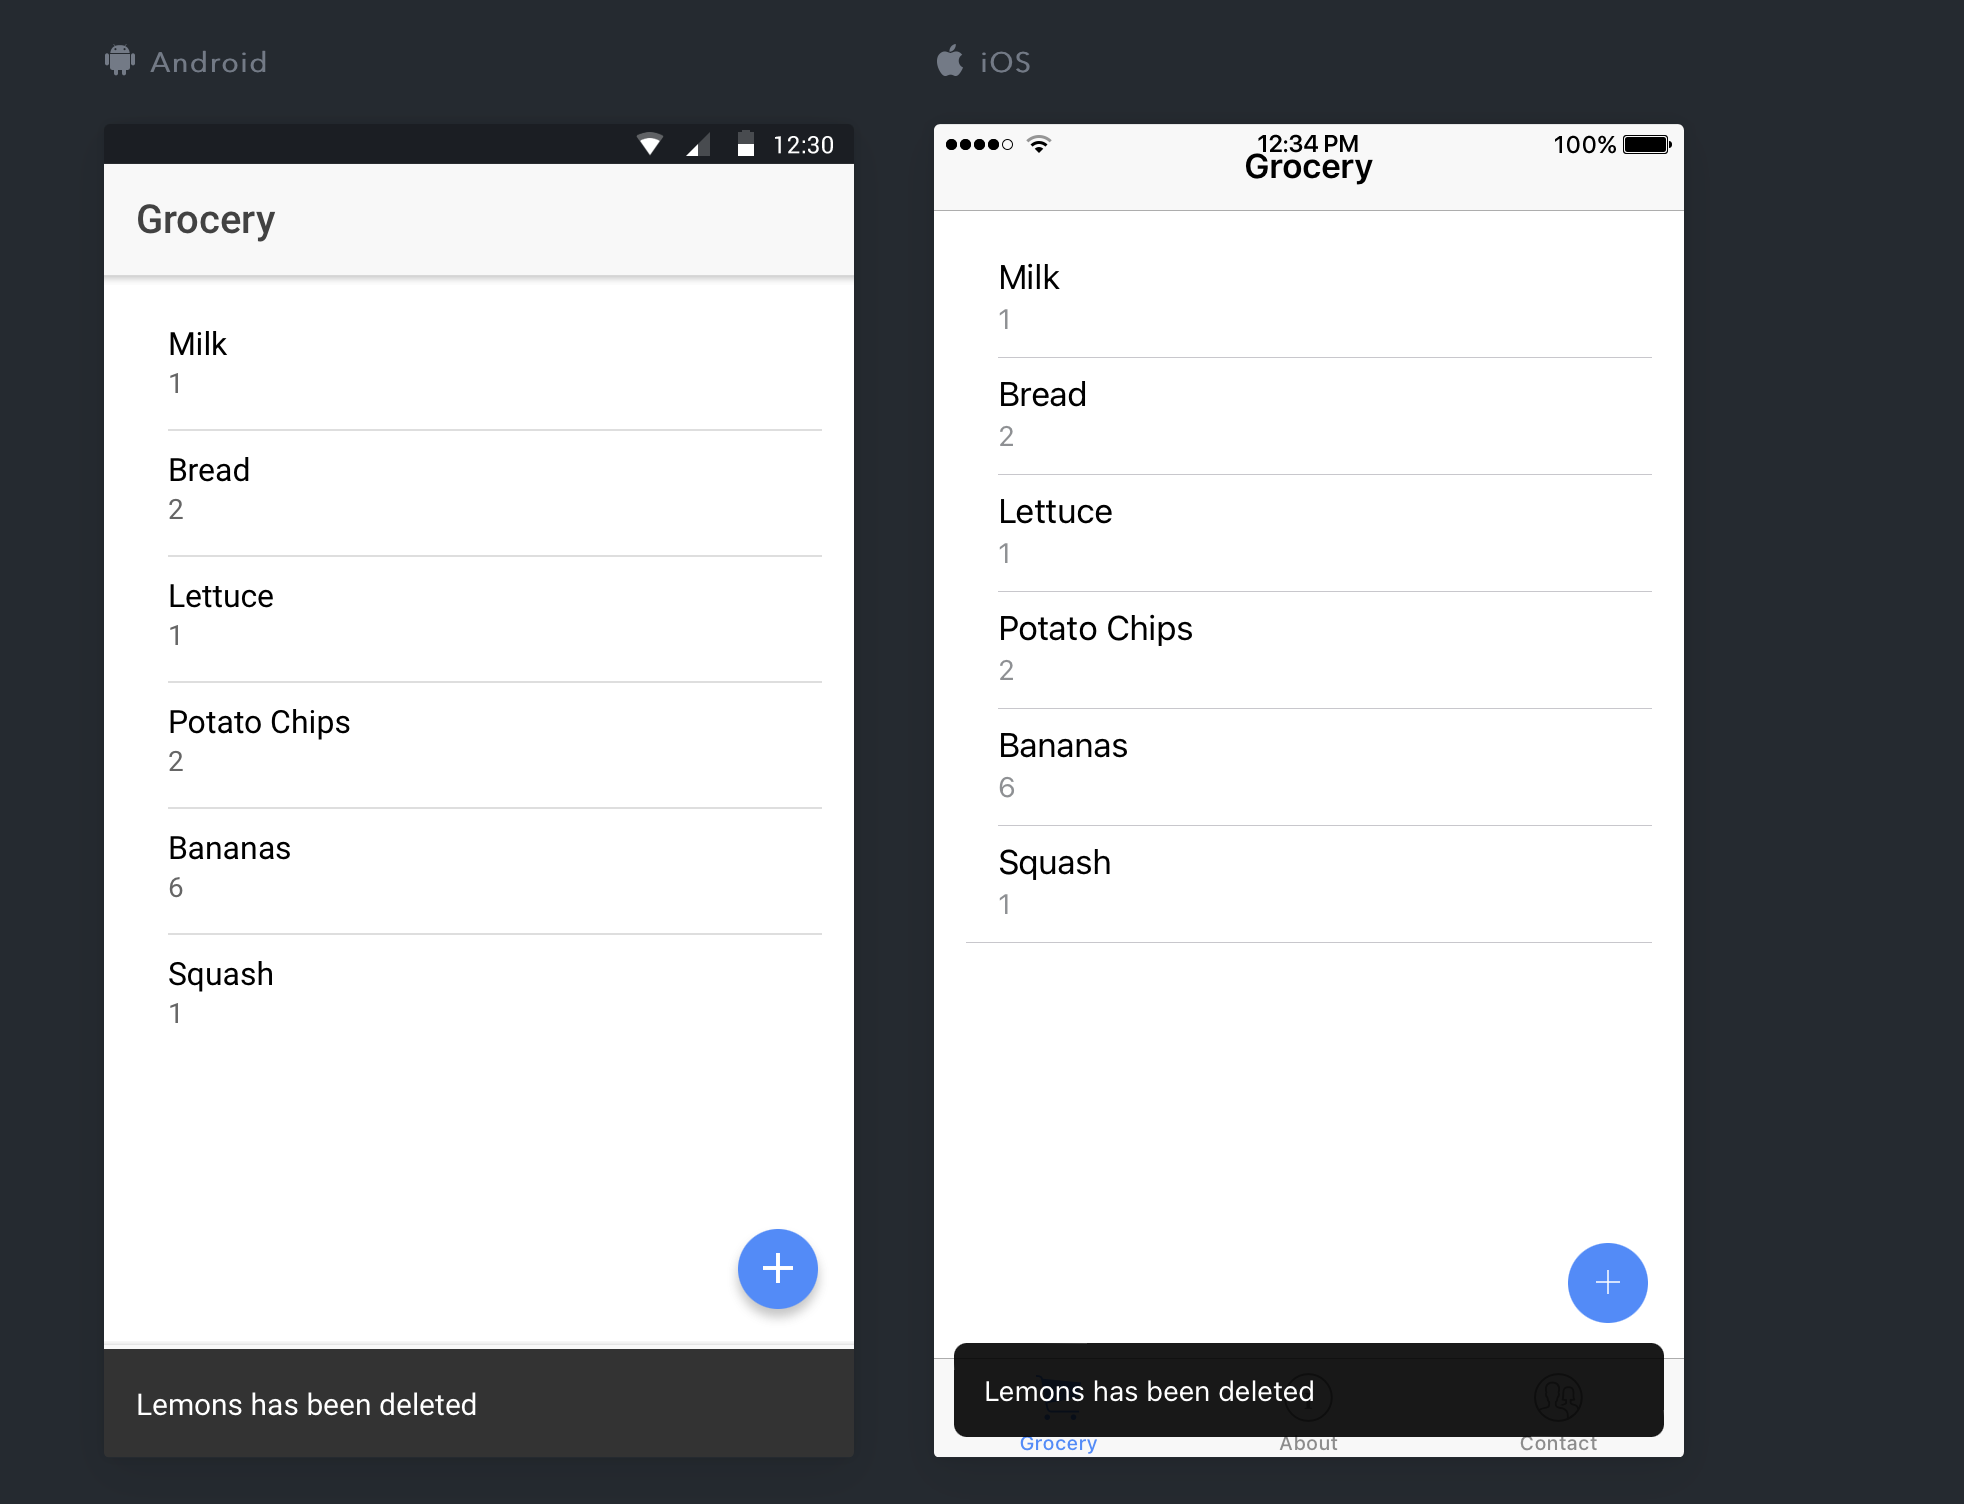 Android
12:30
Grocery
Milk
1
Bread
2
Lettuce
1
Potato Chips
2
Bananas
6
Squash
1
Lemons has been deleted
iOS
12:34 PM
100%
Grocery
Milk
1
Bread
2
Lettuce
1
Potato Chips
2
Bananas
6
Squash
1
Lemons has been deleted
Grocery
About
Contact